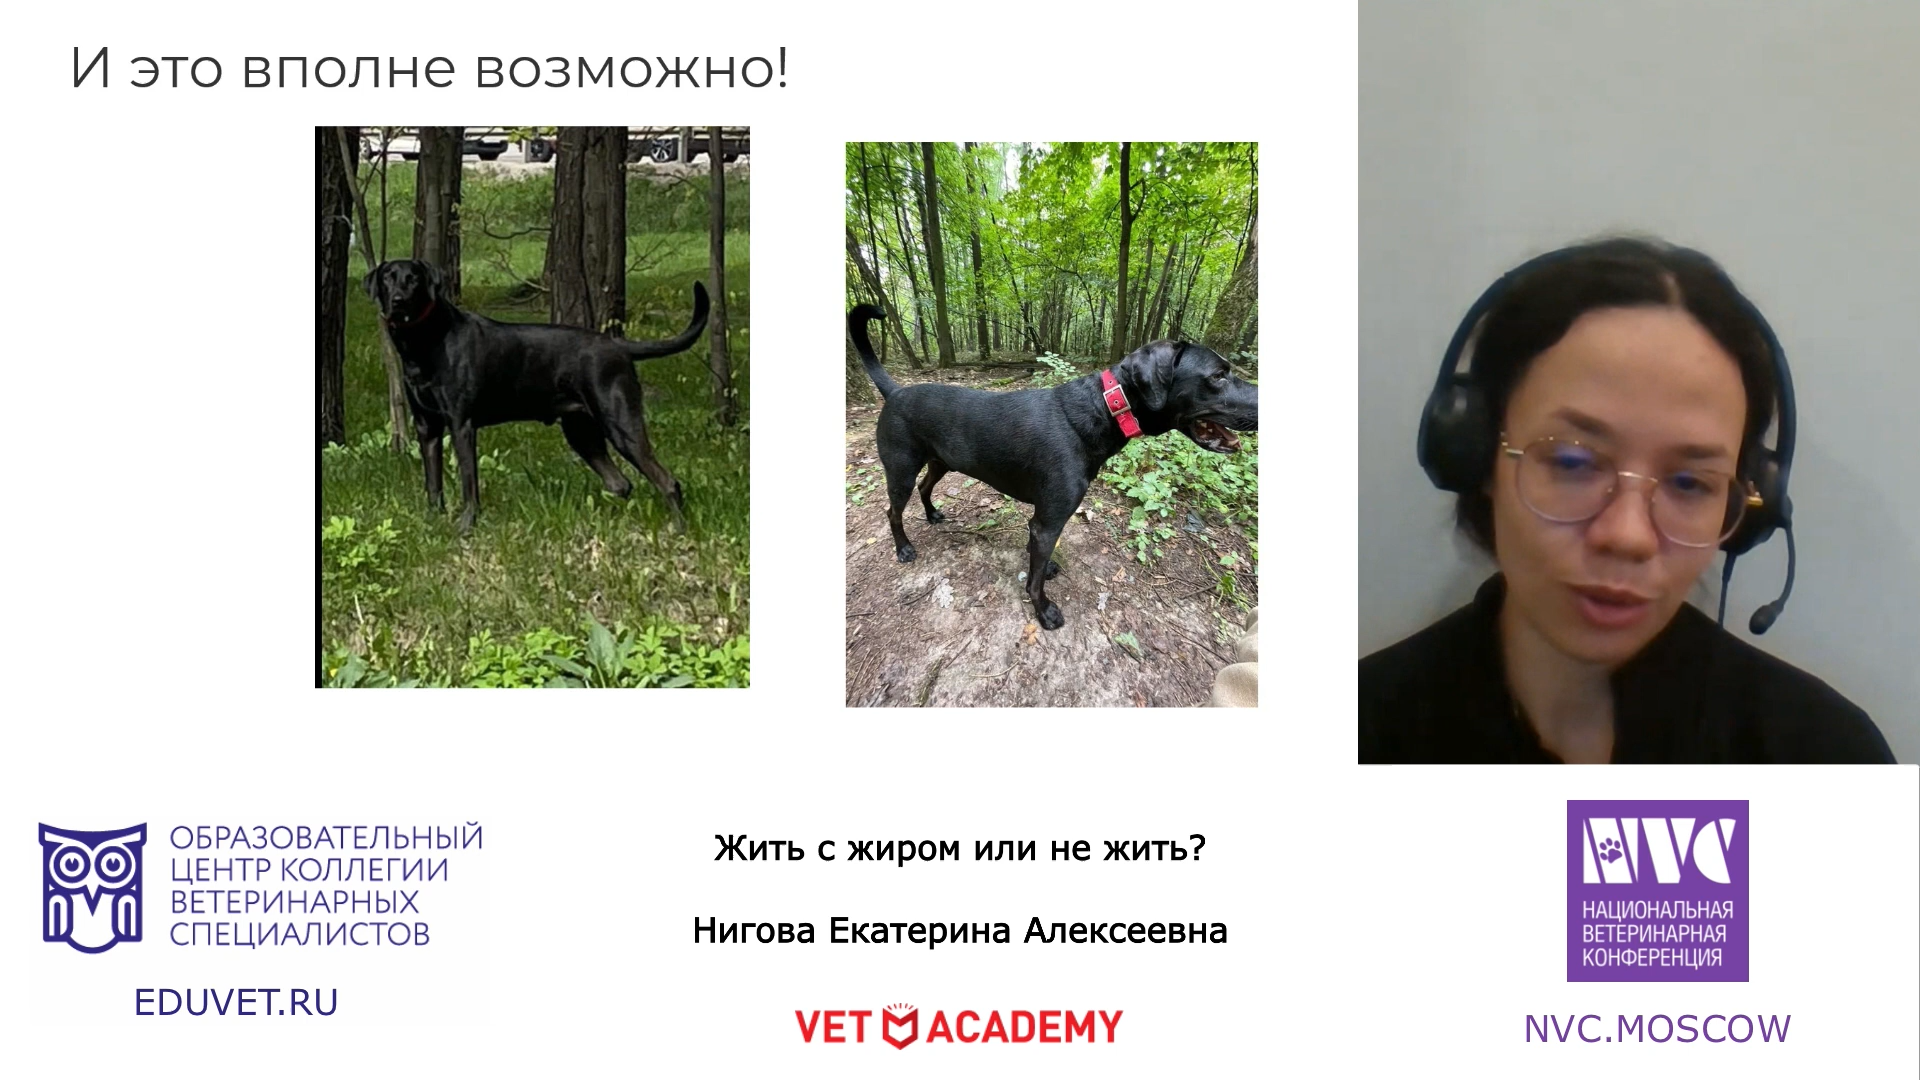 И это вполне возможно!
ОБРАЗОВАТЕЛЬНЫЙ
ЦЕНТР КОЛЛЕГИИ
ВЕТЕРИНАРНЫХ
СПЕЦИАЛИСТОВ
EDUVET.RU
Жить с жиром или не жить?
Нигова Екатерина Алексеевна
VET ACADEMY
NVC
НАЦИОНАЛЬНАЯ
ВЕТЕРИНАРНАЯ
КОНФЕРЕНЦИЯ
NVC.MOSCOW